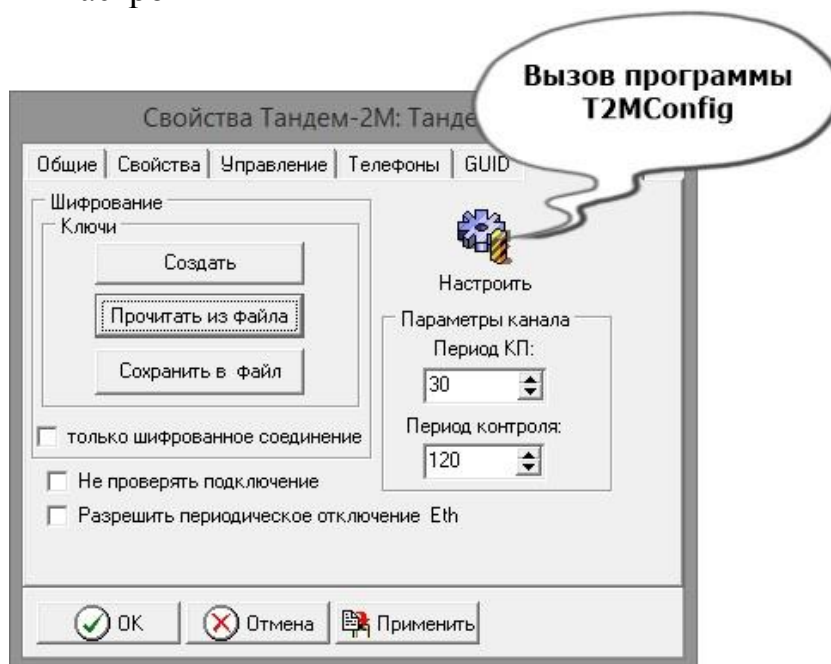 Вызов программы
T2MConfig
Свойства Тандем-2М:
Общие
Свойства
Управление
Телефоны
GUID
Шифрование
Ключи
Создать
Прочитать из файла
Сохранить в файл
только шифрованное соединение
Не проверять подключение
Разрешить периодическое отключение Eth
Настроить
Параметры канала
Период КП:
30
Период контроля:
120
OK
Отмена
Применить